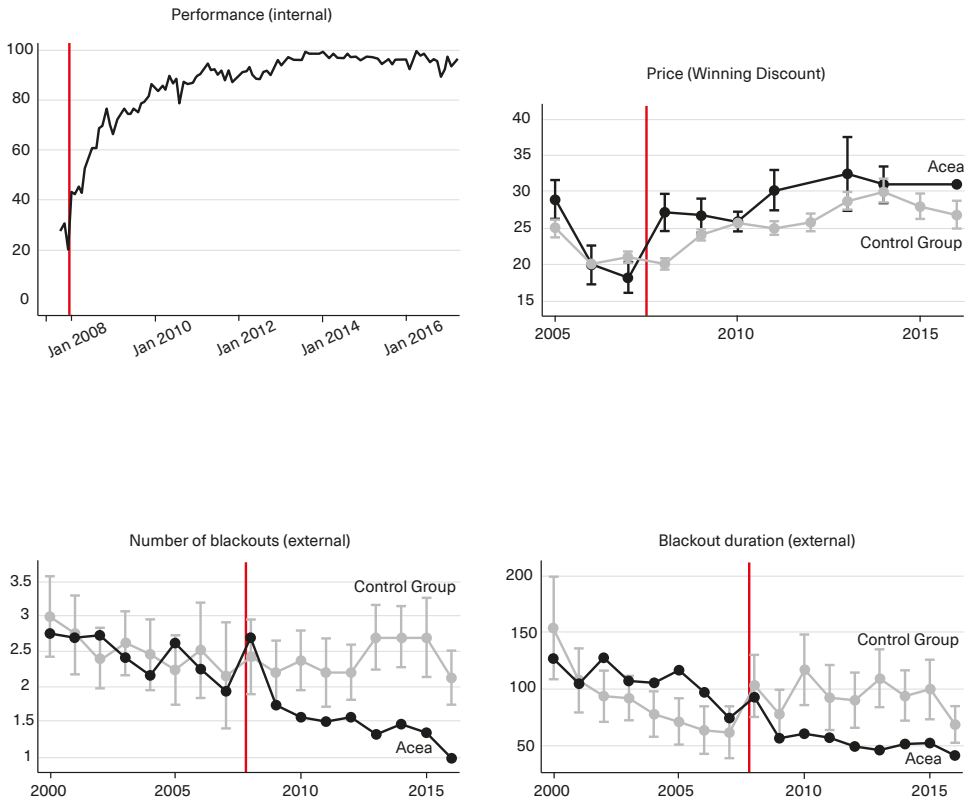 Performance (internal)
100
80
60
40
20
0
Jan 2008
Jan 2010
Jan 2012
Jan 2014
Jan 2016
Price (Winning Discount)
40
35
30
25
20
15
Acea
Control Group
2005
2010
2015
Number of blackouts (external)
3.5
3
2.5
2
1.5
1
Control Group
Acea
2000
2005
2010
2015
Blackout duration (external)
200
150
100
50
Control Group
Acea
2000
2005
2010
2015